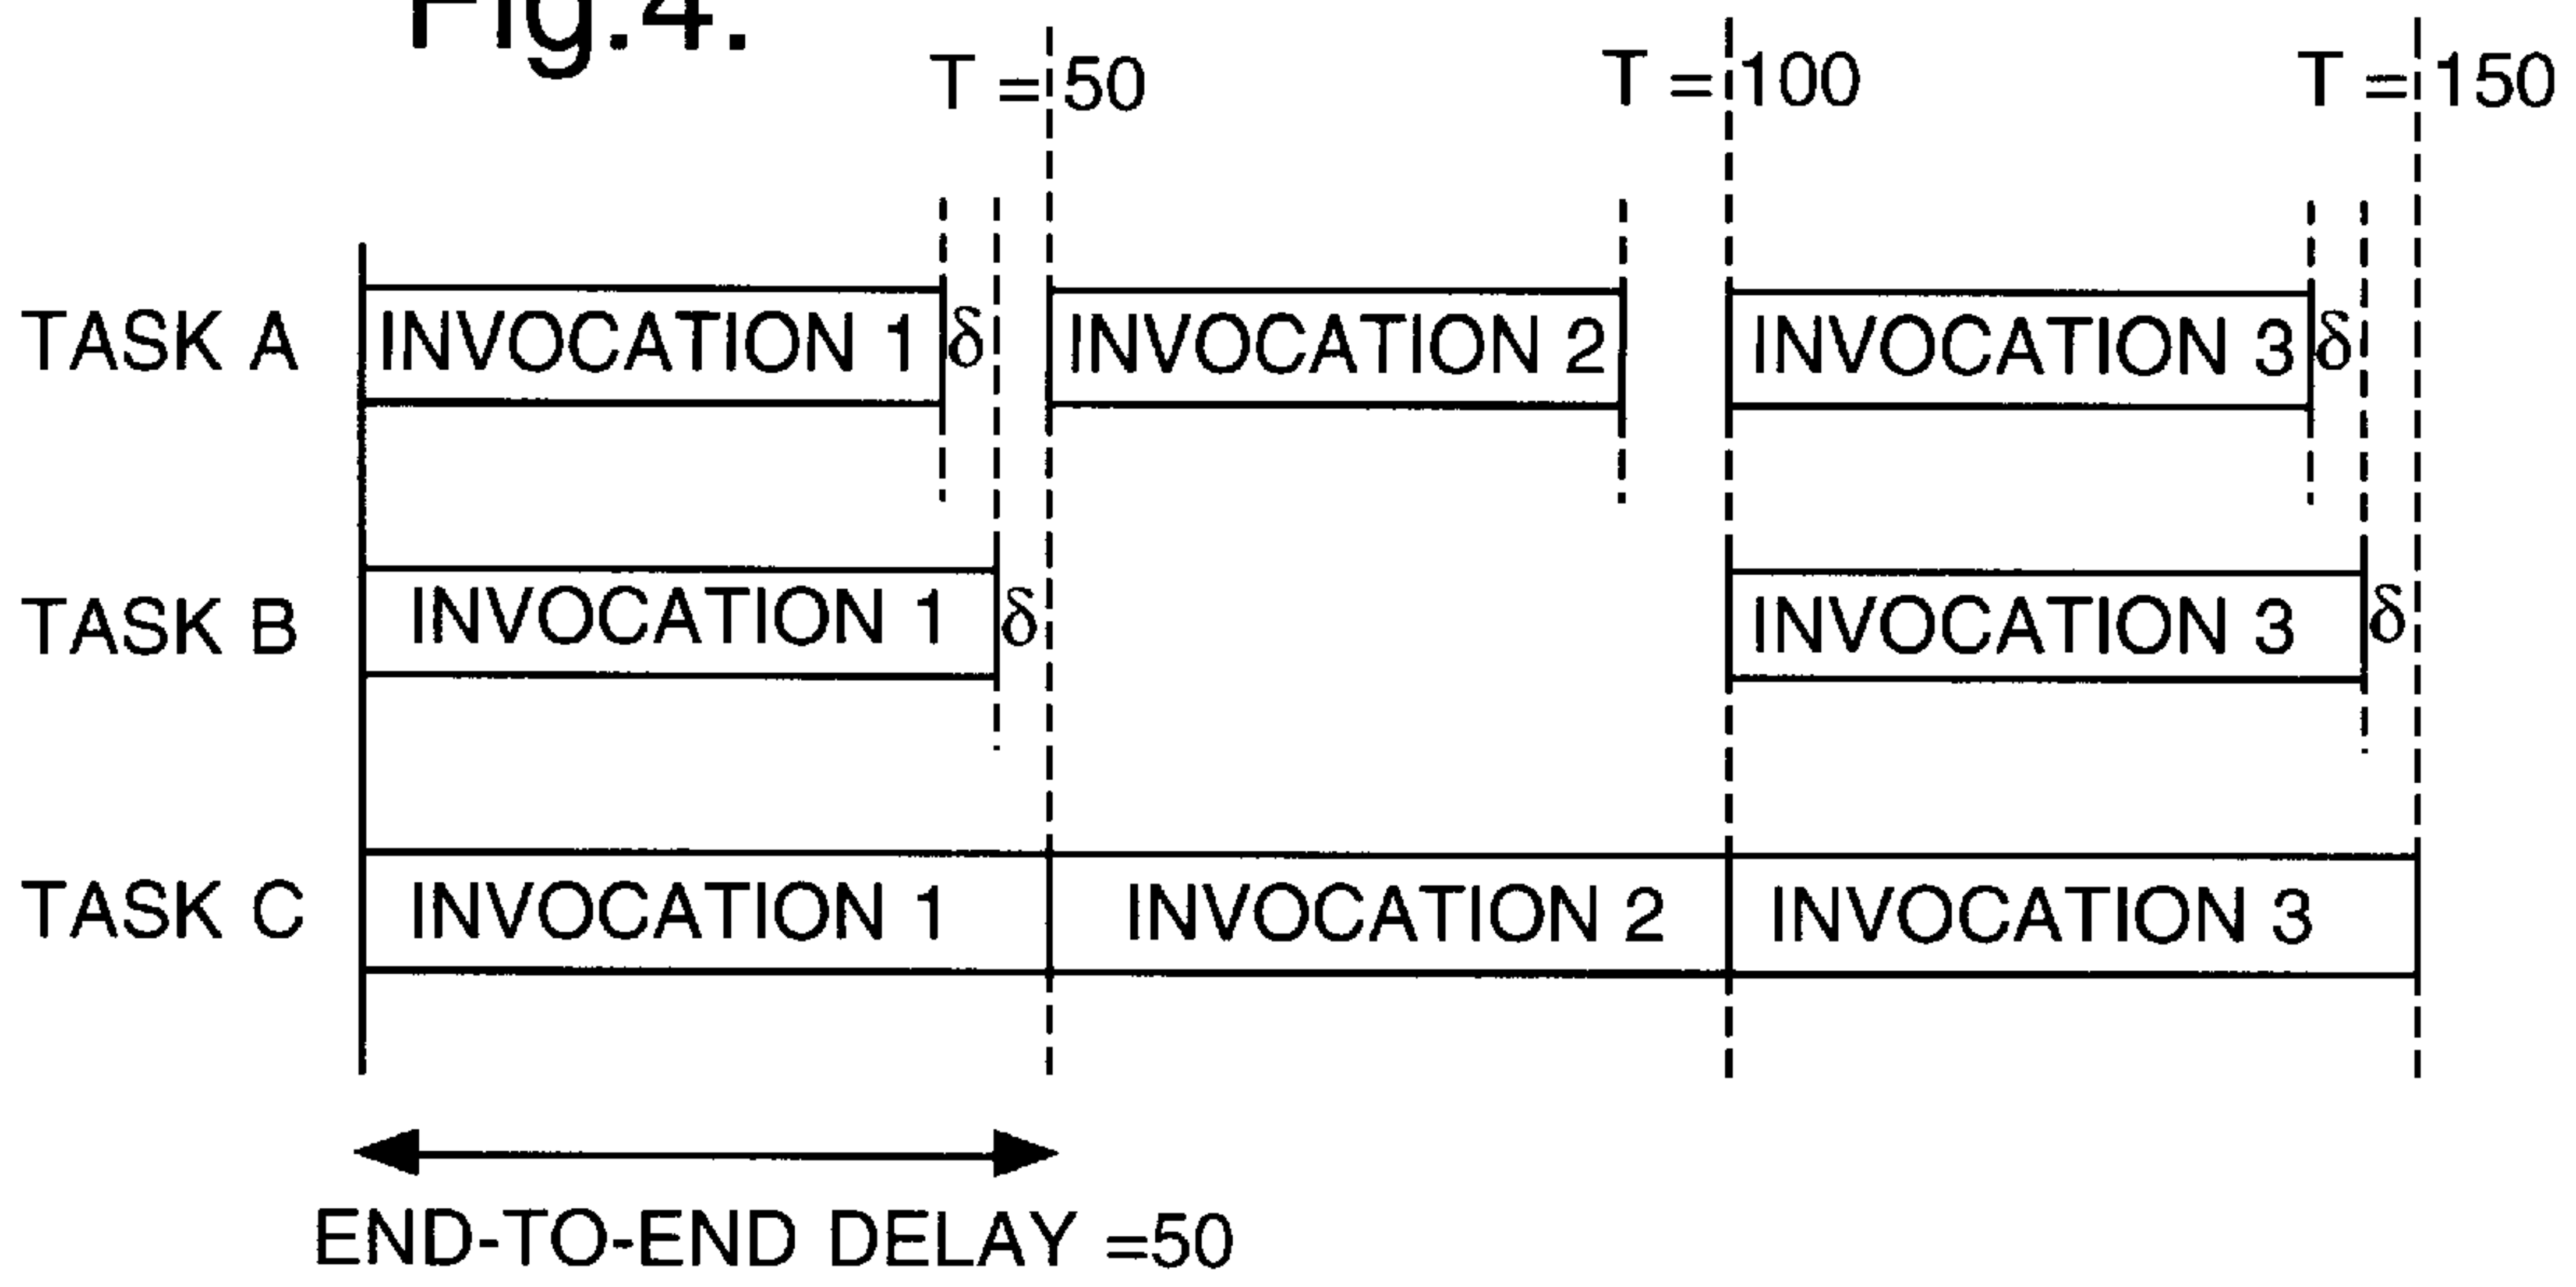 Fig.4.
T = 50 T = 100 T = 150
TASK A INVOCATION 1 δ INVOCATION 2 INVOCATION 3 δ
TASK B INVOCATION 1 δ INVOCATION 3 δ
TASK C INVOCATION 1 INVOCATION 2 INVOCATION 3
END-TO-END DELAY =50